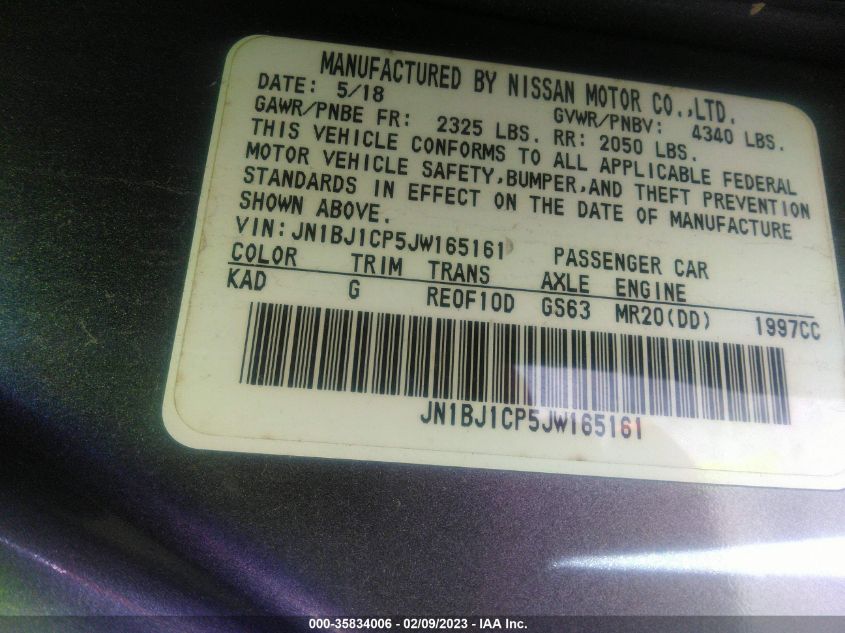 MANUFACTURED BY NISSAN MOTOR CO.,LTD.
DATE: 5/18 GVWR/PNBV: 4340 LBS.
GAWR/PNBE FR: 2325 LBS. RR: 2050 LBS.
THIS VEHICLE CONFORMS TO ALL APPLICABLE FEDERAL
MOTOR VEHICLE SAFETY,BUMPER,AND THEFT PREVENTION
STANDARDS IN EFFECT ON THE DATE OF MANUFACTURE
SHOWN ABOVE.
VIN:JN1BJ1CP5JW165161 PASSENGER CAR
COLOR TRIM TRANS AXLE ENGINE
KAD G RE0F10D GS63 MR20(DD) 1997CC
JN1BJ1CP5JW165161
000-35834006 - 02/09/2023 - IAA Inc.